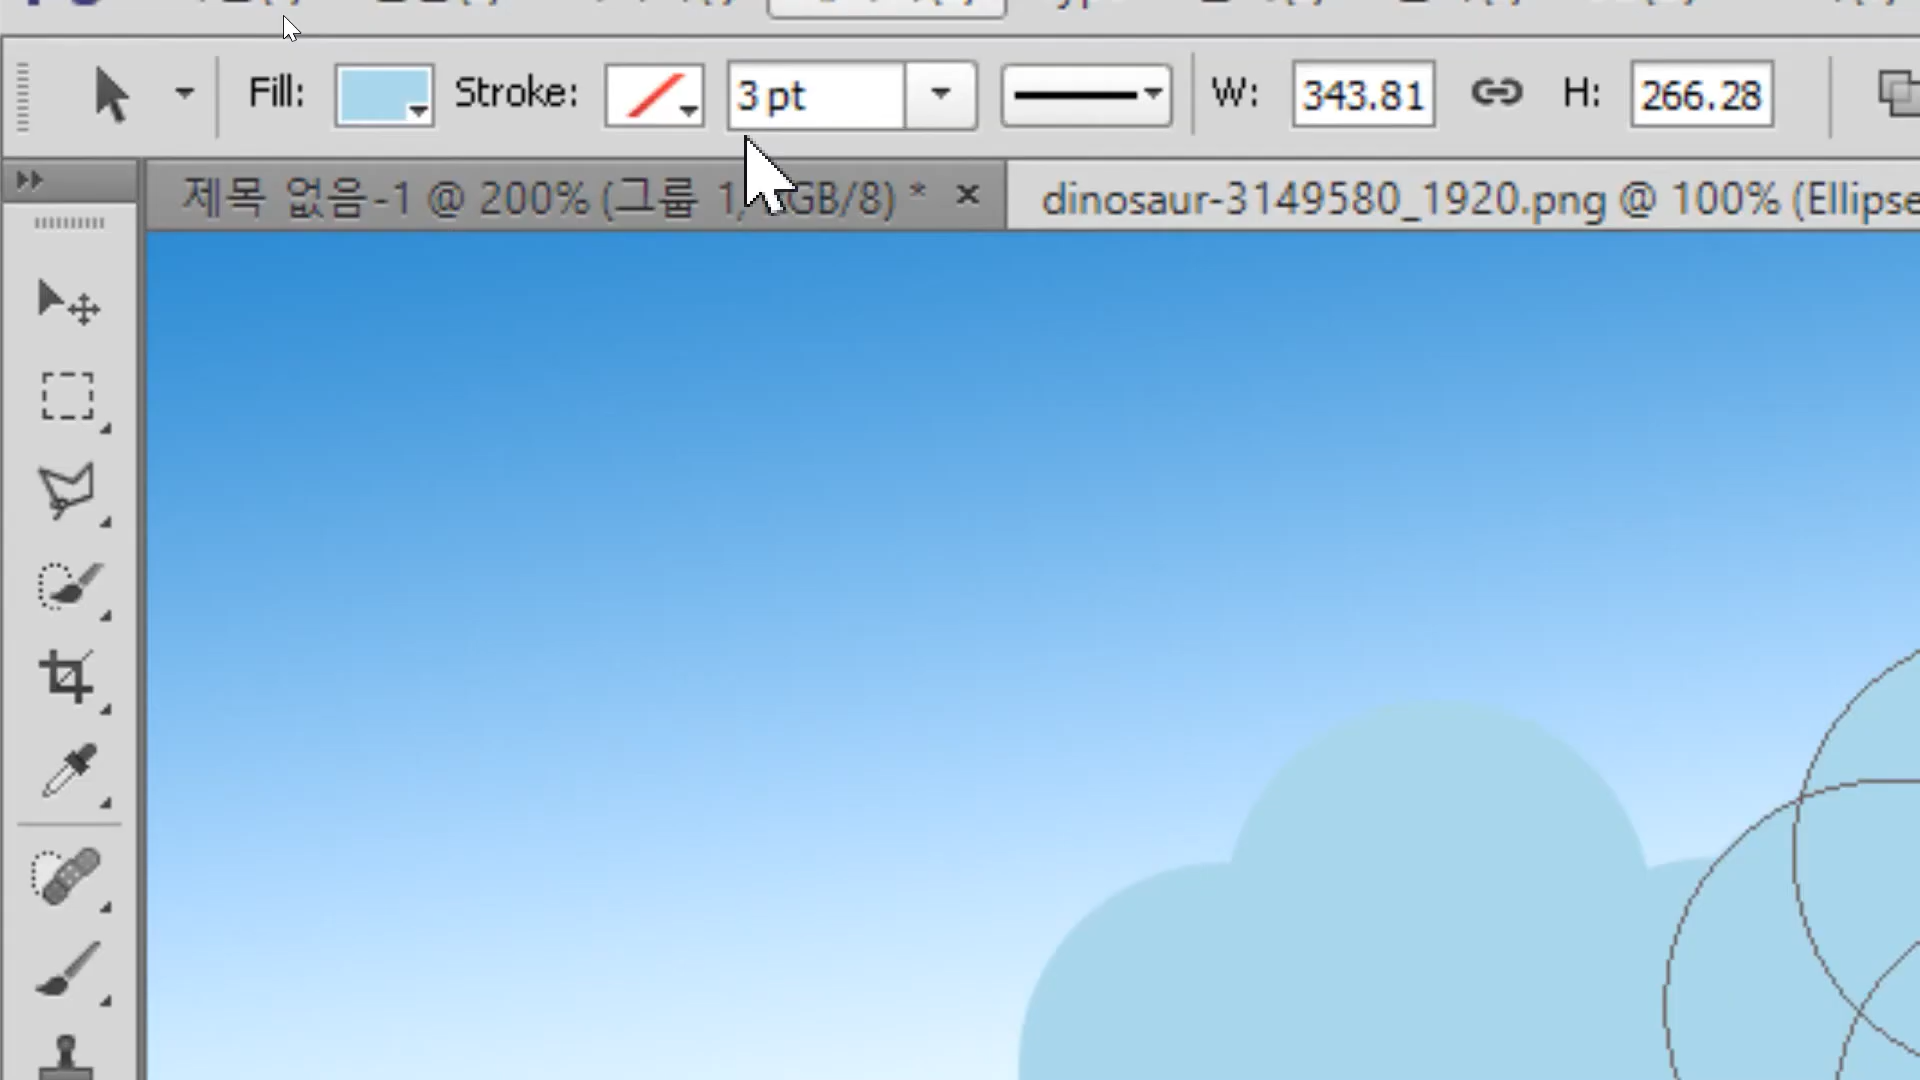 Fill: Stroke: 3 pt W: 343.81 H: 266.28
제목 없음-1 @ 200% (그룹 1, GB/8) * × dinosaur-3149580_1920.png @ 100% (Ellipse